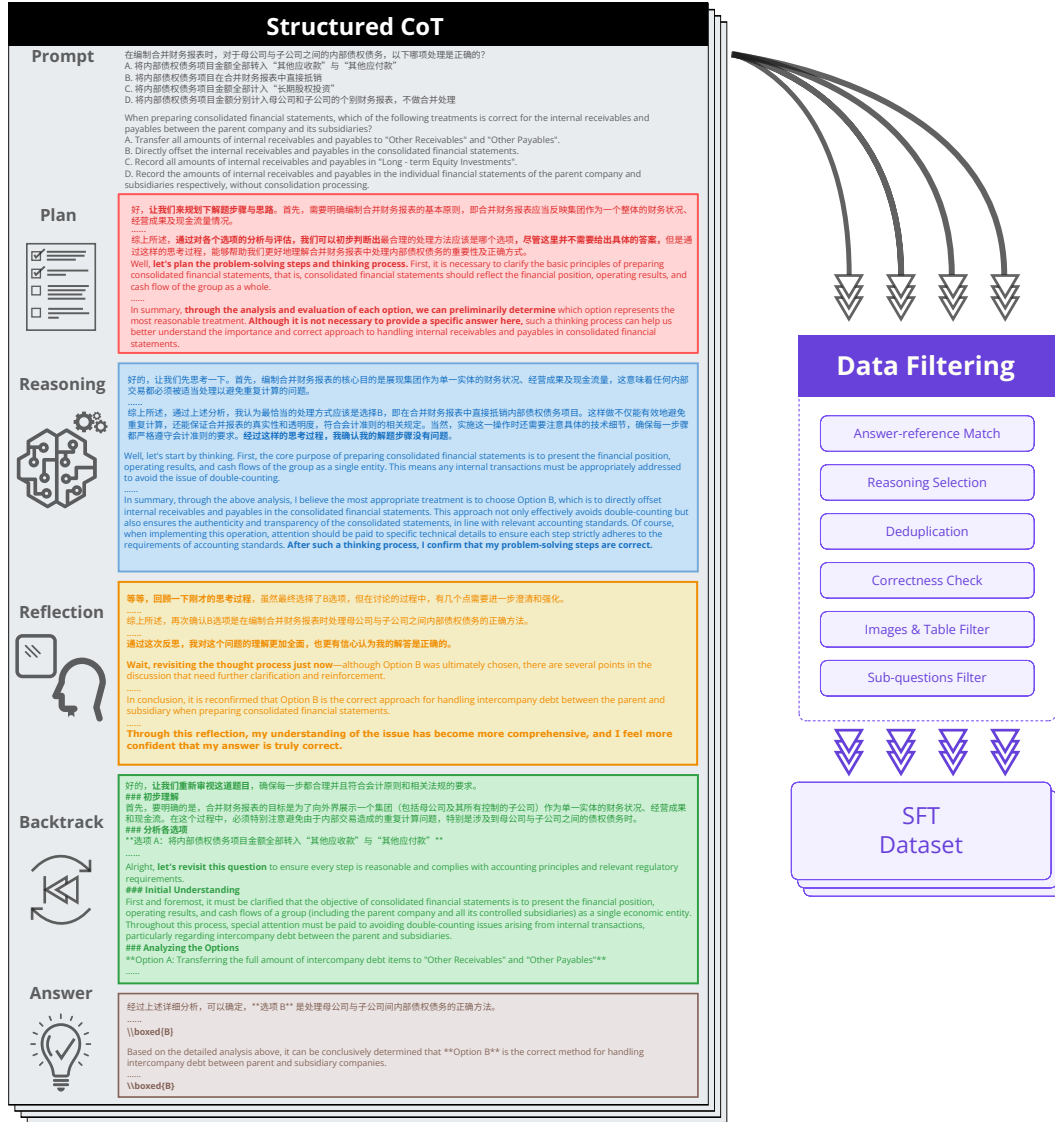 Structured CoT
Prompt
在编制合并财务报表时，对于母公司与子公司之间的内部债权债务，以下哪项处理是正确的？
A. 将内部债权债务项目金额全部转入“其他应收款”与“其他应付款”
B. 将内部债权债务项目在合并财务报表中直接抵销
C. 将内部债权债务项目金额全部计入“长期股权投资”
D. 将内部债权债务项目金额分别计入母公司和子公司的个别财务报表，不做合并处理
When preparing consolidated financial statements, which of the following treatments is correct for the internal receivables and
payables between the parent company and its subsidiaries?
A. Transfer all amounts of internal receivables and payables to "Other Receivables" and "Other Payables".
B. Directly offset the internal receivables and payables in the consolidated financial statements.
C. Record all amounts of internal receivables and payables in "Long - term Equity Investments".
D. Record the amounts of internal receivables and payables in the individual financial statements of the parent company and
subsidiaries respectively, without consolidation processing.
Plan
好，让我们来规划下解题步骤与思路。首先，需要明确编制合并财务报表的基本原则，即合并财务报表应当反映集团作为一个整体的财务状况、
经营成果及现金流量情况。
......
综上所述，通过对各个选项的分析与评估，我们可以初步判断出最合理的处理方法应该是哪个选项，尽管这里并不需要给出具体的答案，但是通
过这样的思考过程，能够帮助我们更好地理解合并财务报表中处理内部债权债务的重要性及正确方式。
Well, let's plan the problem-solving steps and thinking process. First, it is necessary to clarify the basic principles of preparing
consolidated financial statements, that is, consolidated financial statements should reflect the financial position, operating results, and
cash flow of the group as a whole.
......
In summary, through the analysis and evaluation of each option, we can preliminarily determine which option represents the
most reasonable treatment. Although it is not necessary to provide a specific answer here, such a thinking process can help us
better understand the importance and correct approach to handling internal receivables and payables in consolidated financial
statements.
Reasoning
好的，让我们先思考一下。首先，编制合并财务报表的核心目的是展现集团作为单一实体的财务状况、经营成果及现金流量，这意味着任何内部
交易都必须被适当处理以避免重复计算的问题。
......
综上所述，通过上述分析，我认为最恰当的处理方式应该是选择B，即在合并财务报表中直接抵销内部债权债务项目。这样做不仅能有效地避免
重复计算，还能保证合并报表的真实性和透明度，符合会计准则的相关规定。当然，实施这一操作时还需要注意具体的技术细节，确保每一步骤
都严格遵守会计准则的要求。经过这样的思考过程，我确认我的解题步骤没有问题。
Well, let's start by thinking. First, the core purpose of preparing consolidated financial statements is to present the financial position,
operating results, and cash flows of the group as a single entity. This means any internal transactions must be appropriately addressed
to avoid the issue of double-counting.
......
In summary, through the above analysis, I believe the most appropriate treatment is to choose Option B, which is to directly offset
internal receivables and payables in the consolidated financial statements. This approach not only effectively avoids double-counting but
also ensures the authenticity and transparency of the consolidated statements, in line with relevant accounting standards. Of course,
when implementing this operation, attention should be paid to specific technical details to ensure each step strictly adheres to the
requirements of accounting standards. After such a thinking process, I confirm that my problem-solving steps are correct.
Reflection
等等，回顾一下刚才的思考过程，虽然最终选择了B选项，但在讨论的过程中，有几个点需要进一步澄清和强化。
......
综上所述，再次确认B选项是在编制合并财务报表时处理母公司与子公司之间内部债权债务的正确方法。
......
通过这次反思，我对这个问题的理解更加全面，也更有信心认为我的解答是正确的。
Wait, revisiting the thought process just now—although Option B was ultimately chosen, there are several points in the
discussion that need further clarification and reinforcement.
......
In conclusion, it is reconfirmed that Option B is the correct approach for handling intercompany debt between the parent and
subsidiary when preparing consolidated financial statements.
......
Through this reflection, my understanding of the issue has become more comprehensive, and I feel more
confident that my answer is truly correct.
Backtrack
好的，让我们重新审视这道题目，确保每一步都合理并且符合会计原则和相关法规的要求。
### 初步理解
首先，要明确的是，合并财务报表的目标是为了向外界展示一个集团（包括母公司及其所有控制的子公司）作为单一实体的财务状况、经营成果
和现金流。在这个过程中，必须特别注意避免由于内部交易造成的重复计算问题，特别是涉及到母公司与子公司之间的债权债务时。
### 分析各选项
**选项 A：将内部债权债务项目金额全部转入“其他应收款”与“其他应付款”**
......
Alright, let's revisit this question to ensure every step is reasonable and complies with accounting principles and relevant regulatory
requirements.
### Initial Understanding
First and foremost, it must be clarified that the objective of consolidated financial statements is to present the financial position,
operating results, and cash flows of a group (including the parent company and all its controlled subsidiaries) as a single economic entity.
Throughout this process, special attention must be paid to avoiding double-counting issues arising from internal transactions,
particularly regarding intercompany debt between the parent and subsidiaries.
### Analyzing the Options
**Option A: Transferring the full amount of intercompany debt items to "Other Receivables" and "Other Payables"**
......
Answer
经过上述详细分析，可以确定，**选项 B** 是处理母公司与子公司间内部债权债务的正确方法。
......
\\boxed{B}
Based on the detailed analysis above, it can be conclusively determined that **Option B** is the correct method for handling
intercompany debt between parent and subsidiary companies.
......
\\boxed{B}
Data Filtering
Answer-reference Match
Reasoning Selection
Deduplication
Correctness Check
Images & Table Filter
Sub-questions Filter
SFT
Dataset